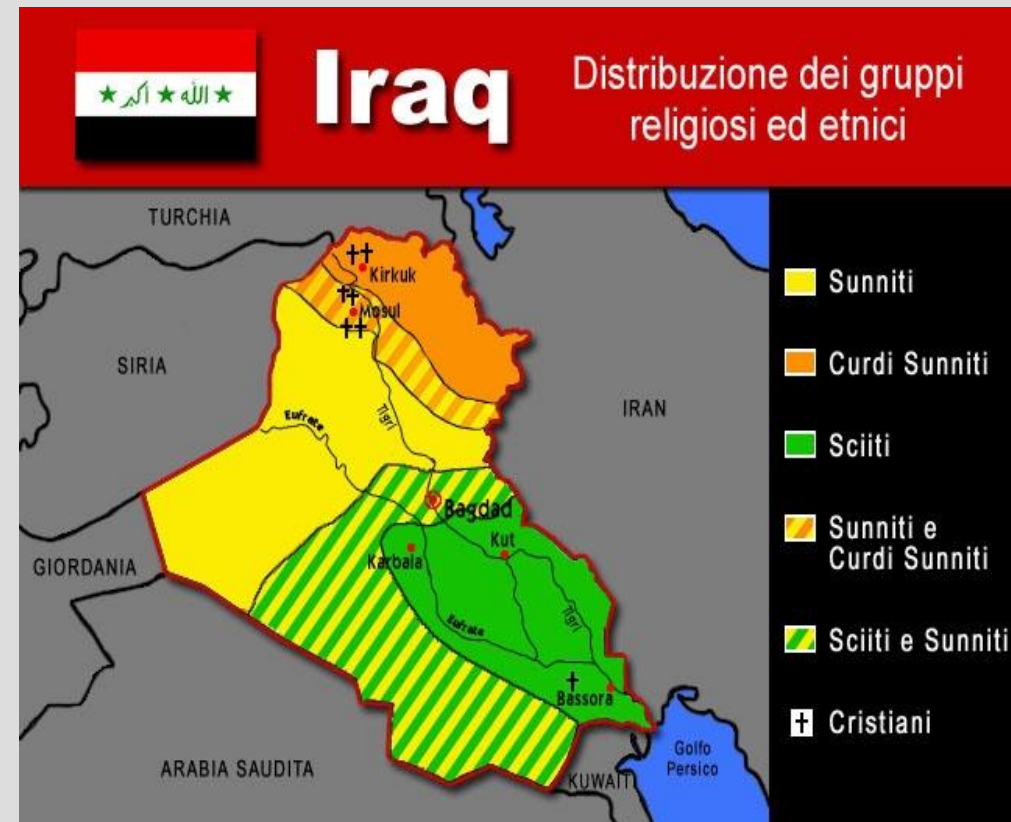 ★ الله ★ اكبر ★
Iraq
Distribuzione dei gruppi
religiosi ed etnici
TURCHIA
Kirkuk
Mosul
SIRIA
IRAN
Eufrate
Tigri
Bagdad
Kut
Karbala
GIORDANIA
Eufrate
Tigri
Bassora
ARABIA SAUDITA
KUWAIT
Golfo
Persico
Sunniti
Curdi Sunniti
Sciiti
Sunniti e
Curdi Sunniti
Sciiti e Sunniti
Cristiani